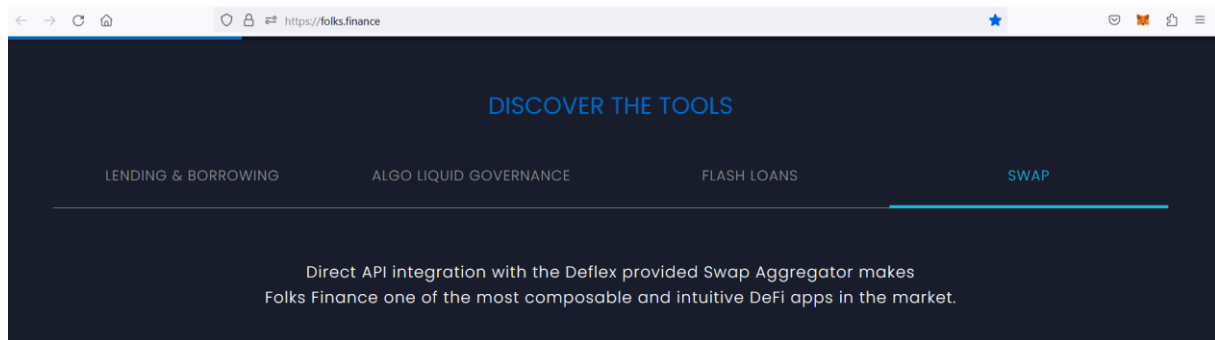 https://folks.finance
DISCOVER THE TOOLS
LENDING & BORROWING ALGO LIQUID GOVERNANCE FLASH LOANS SWAP
Direct API integration with the Deflex provided Swap Aggregator makes
Folks Finance one of the most composable and intuitive DeFi apps in the market.